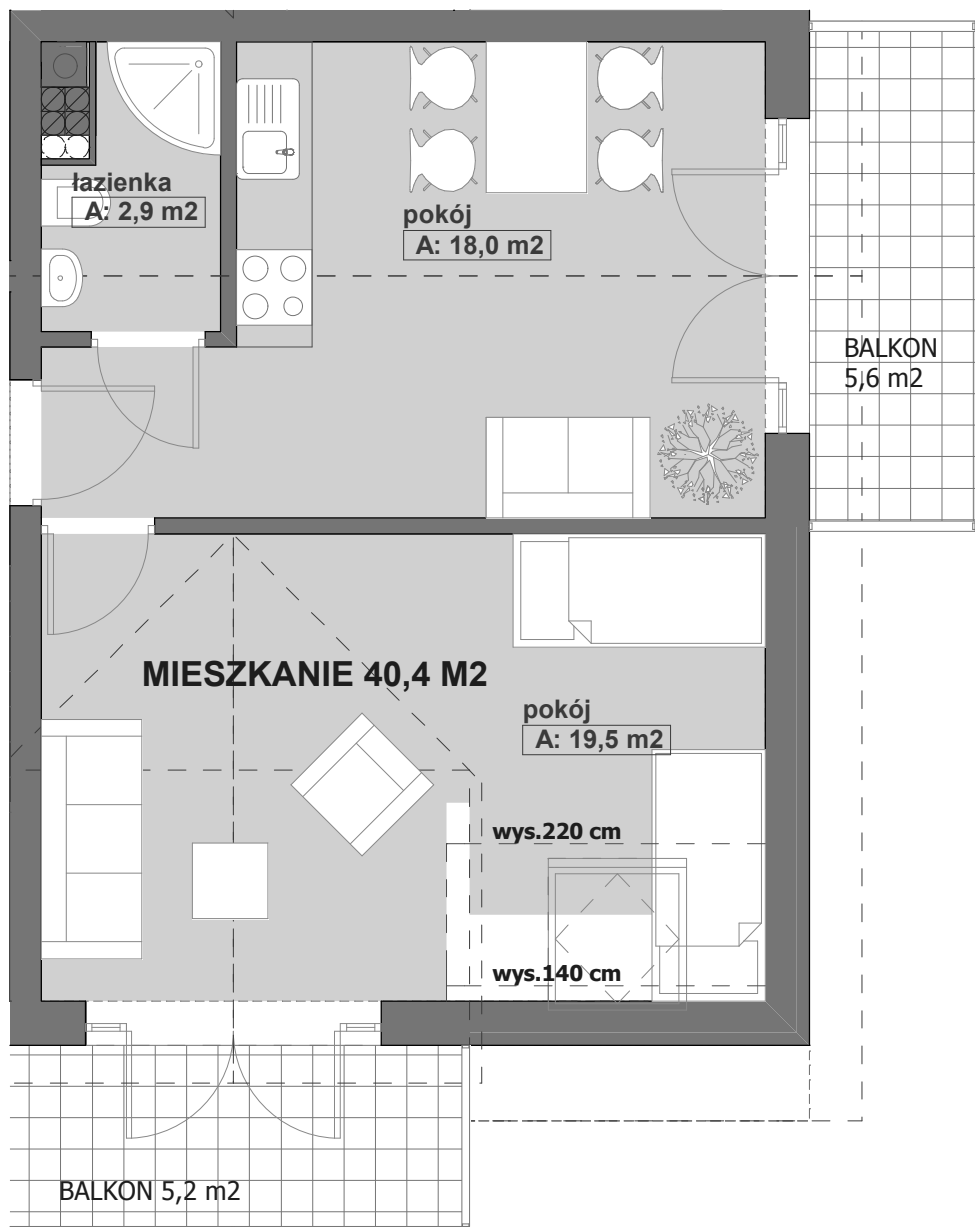 łazienka
A: 2,9 m2
pokój
A: 18,0 m2
BALKON
5,6 m2
MIESZKANIE 40,4 M2
pokój
A: 19,5 m2
wys.220 cm
wys.140 cm
BALKON 5,2 m2